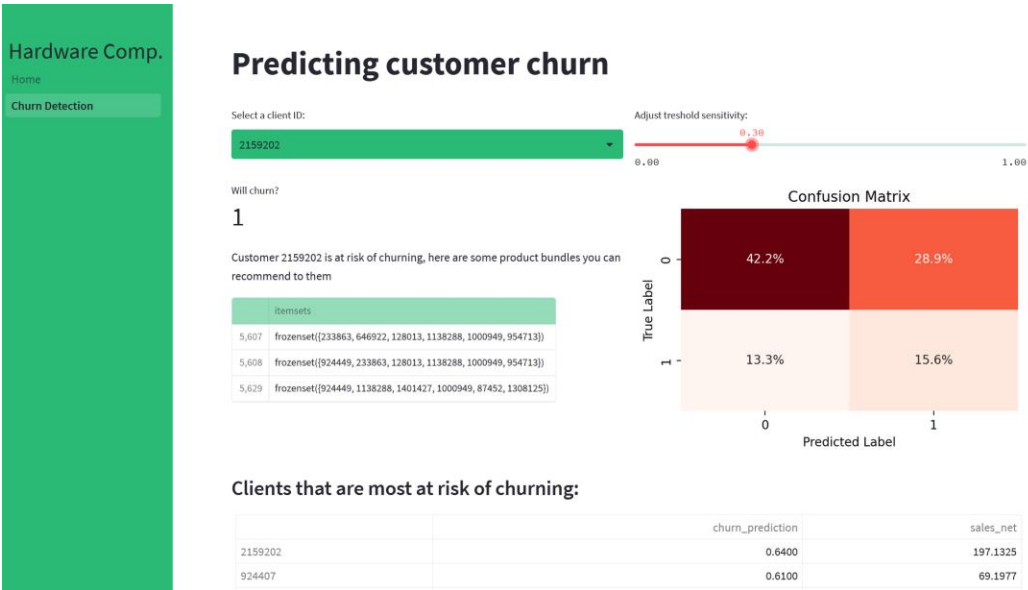 Hardware Comp.
Home
Churn Detection
Predicting customer churn
Select a client ID:
2159202
Adjust treshold sensitivity:
0.30
0.00 1.00
Will churn?
1
Customer 2159202 is at risk of churning, here are some product bundles you can
recommend to them
itemsets
5,607 frozenset({233863, 646922, 128013, 1138288, 1000949, 954713})
5,608 frozenset({924449, 233863, 128013, 1138288, 1000949, 954713})
5,629 frozenset({924449, 1138288, 1401427, 1000949, 87452, 1308125})
Confusion Matrix
True Label
0 42.2% 28.9%
1 13.3% 15.6%
0 1
Predicted Label
Clients that are most at risk of churning:
churn_prediction sales_net
2159202 0.6400 197.1325
924407 0.6100 69.1977